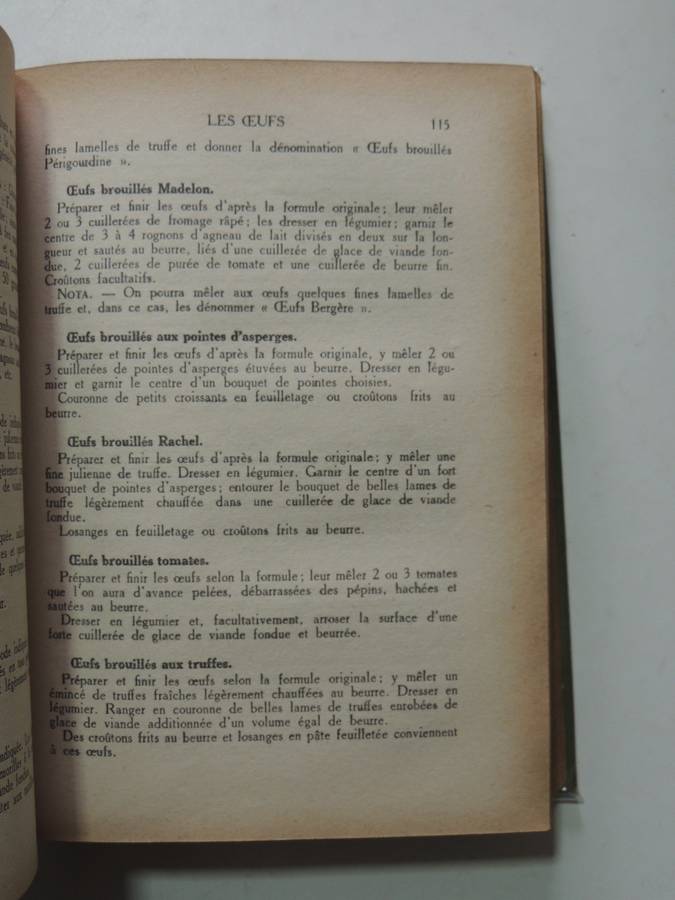 LES ŒUFS 115
fines lamelles de truffe et donner la dénomination « Œufs brouillés
Périgourdine ».
Œufs brouillés Madelon.
Préparer et finir les œufs d'après la formule originale ; leur mêler
2 ou 3 cuillerées de fromage râpé ; les dresser en légumier ; garnir le
centre de 3 à 4 rognons d'agneau de lait divisés en deux sur la lon-
gueur et sautés au beurre, liés d'une cuillerée de glace de viande fon-
due, 2 cuillerées de purée de tomate et une cuillerée de beurre fin.
Croûtons facultatifs.
NOTA. — On pourra mêler aux œufs quelques fines lamelles de
truffe et, dans ce cas, les dénommer « Œufs Bergère ».
Œufs brouillés aux pointes d'asperges.
Préparer et finir les œufs d'après la formule originale, y mêler 2 ou
3 cuillerées de pointes d'asperges étuvées au beurre. Dresser en légu-
mier et garnir le centre d'un bouquet de pointes choisies.
Couronne de petits croissants en feuilletage ou croûtons frits au
beurre.
Œufs brouillés Rachel.
Préparer et finir les œufs d'après la formule originale ; y mêler une
fine julienne de truffe. Dresser en légumier. Garnir le centre d'un fort
bouquet de pointes d'asperges ; entourer le bouquet de belles lames de
truffe légèrement chauffée dans une cuillerée de glace de viande
fondue.
Losanges en feuilletage ou croûtons frits au beurre.
Œufs brouillés tomates.
Préparer et finir les œufs selon la formule ; leur mêler 2 ou 3 tomates
que l'on aura d'avance pelées, débarrassées des pépins, hachées et
sautées au beurre.
Dresser en légumier et, facultativement, arroser la surface d'une
forte cuillerée de glace de viande fondue et beurrée.
Œufs brouillés aux truffes.
Préparer et finir les œufs selon la formule originale ; y mêler un
émincé de truffes fraîches légèrement chauffées au beurre. Dresser en
légumier. Ranger en couronne de belles lames de truffes enrobées de
glace de viande additionnée d'un volume égal de beurre.
Des croûtons frits au beurre et losanges en pâte feuilletée conviennent
à ces œufs.